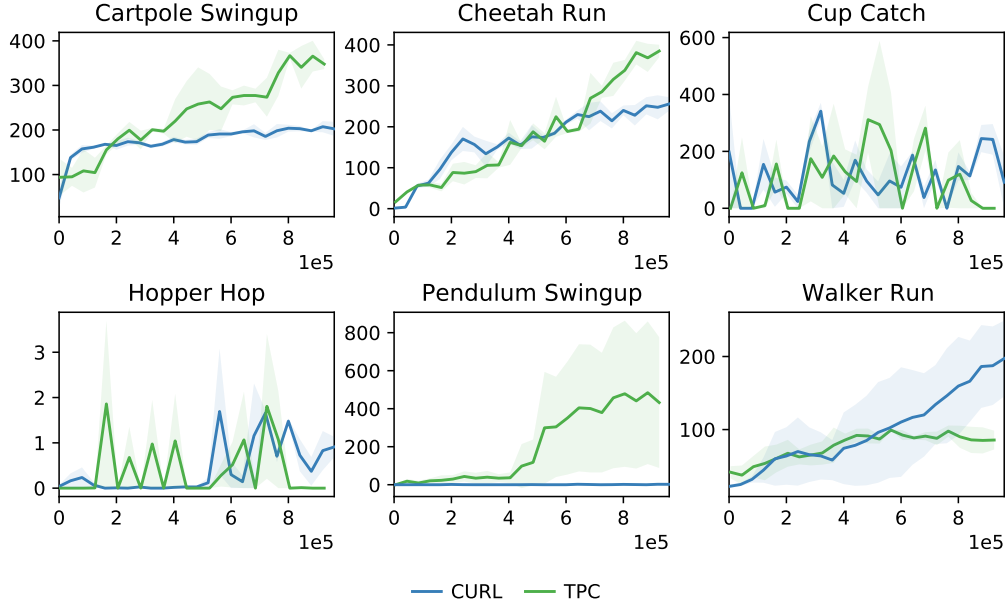 Cartpole Swingup
Cheetah Run
Cup Catch
400
300
200
100
0 2 4 6 8
1e5
400
300
200
100
0
0 2 4 6 8
1e5
600
400
200
0
0 2 4 6 8
1e5
Hopper Hop
Pendulum Swingup
Walker Run
3
2
1
0
0 2 4 6 8
1e5
800
600
400
200
0
0 2 4 6 8
1e5
200
100
0 2 4 6 8
1e5
CURL
TPC